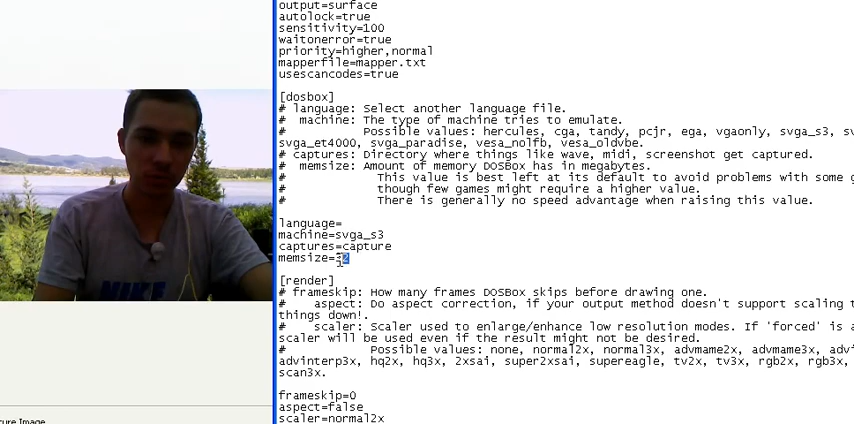 output=surface
autolock=true
sensitivity=100
waitonerror=true
priority=higher,normal
mapperfile=mapper.txt
usescancodes=true
[dosbox]
# language: Select another language file.
# machine: The type of machine tries to emulate.
# Possible values: hercules, cga, tandy, pcjr, ega, vgaonly, svga_s3,
svga_et4000, svga_paradise, vesa_nolfb, vesa_oldvbe.
# captures: Directory where things like wave, midi, screenshot get captured.
# memsize: Amount of memory DOSBox has in megabytes.
# This value is best left at its default to avoid problems with some
# though few games might require a higher value.
# There is generally no speed advantage when raising this value.
language=
machine=svga_s3
captures=capture
memsize=32
[render]
# frameskip: How many frames DOSBox skips before drawing one.
# aspect: Do aspect correction, if your output method doesn't support scaling
things down!.
# scaler: Scaler used to enlarge/enhance low resolution modes. If 'forced' is
scaler will be used even if the result might not be desired.
# Possible values: none, normal2x, normal3x, advmame2x, advmame3x,
advinterp3x, hq2x, hq3x, 2xsai, super2xsai, supereagle, tv2x, tv3x, rgb2x, rgb3x,
scan3x.
frameskip=0
aspect=false
scaler=normal2x
ure Image
NIKE